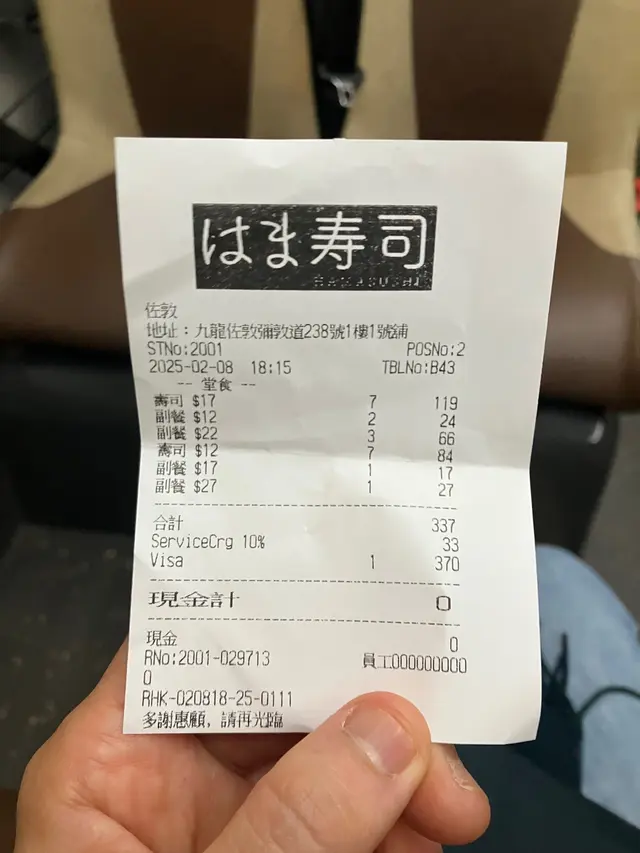 はま寿司
HAMASUSHI
佐敦
地址：九龍佐敦彌敦道238號1樓1號舖
STNo:2001 POSNo:2
2025-02-08 18:15 TBLNo:B43
-- 堂食 --
壽司 $17 7 119
副餐 $12 2 24
副餐 $22 3 66
壽司 $12 7 84
副餐 $17 1 17
副餐 $27 1 27
合計 337
ServiceCrg 10% 33
Visa 1 370
現金計 0
現金 0
RNo:2001-029713 員工000000000
0
RHK-020818-25-0111
多謝惠顧, 請再光臨